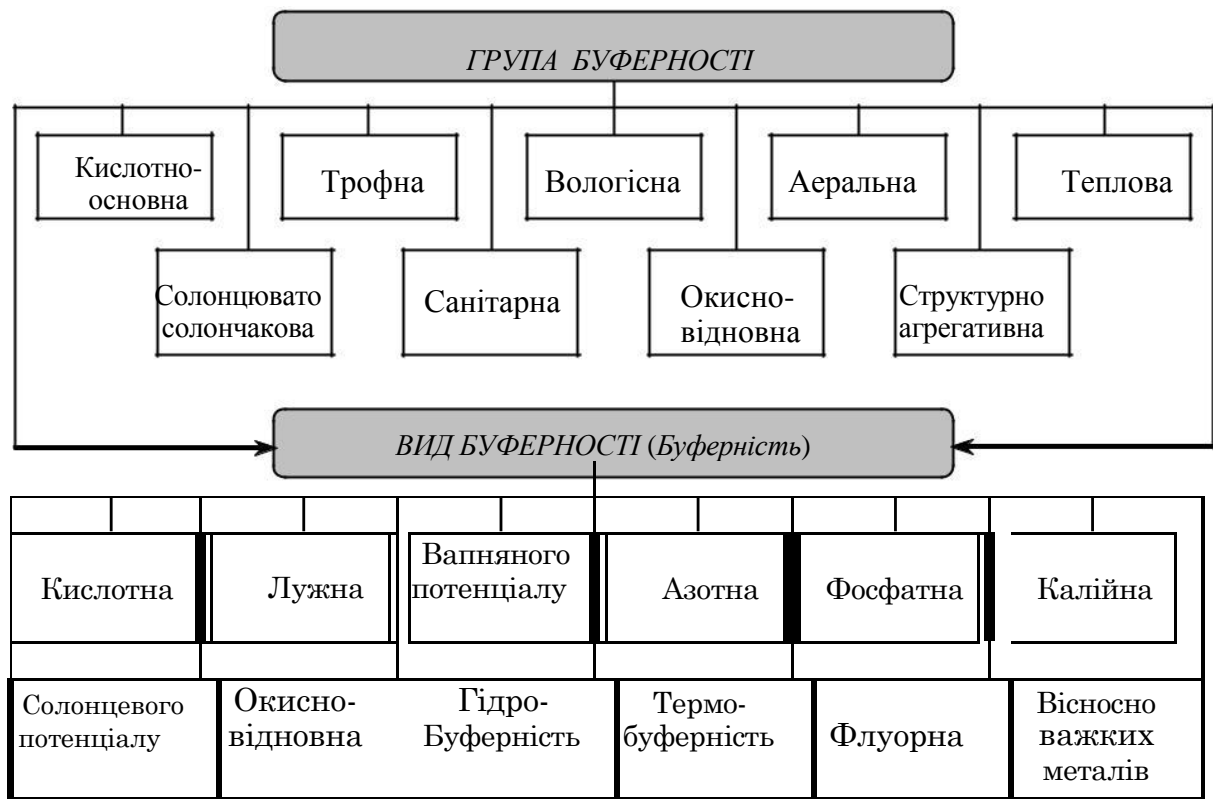 ГРУПА БУФЕРНОСТІ
Кислотно-
основна
Трофна
Вологісна
Аеральна
Теплова
Солонцювато
солончакова
Санітарна
Окисно-
відновна
Структурно
агрегативна
ВИД БУФЕРНОСТІ (Буферність)
Кислотна
Лужна
Вапняного
потенціалу
Азотна
Фосфатна
Калійна
Солонцевого
потенціалу
Окисно-
відновна
Гідро-
Буферність
Термо-
буферність
Флуорна
Вісносно
важких
металів